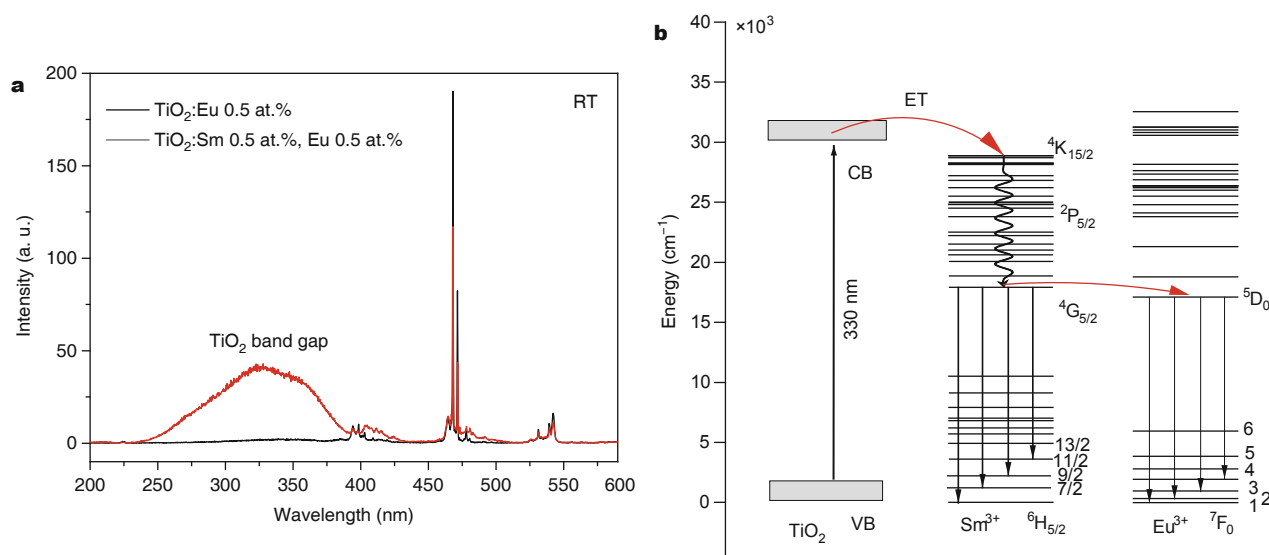 a
200
150
100
50
0
Intensity (a. u.)
TiO₂:Eu 0.5 at.%
TiO₂:Sm 0.5 at.%, Eu 0.5 at.%
RT
TiO₂ band gap
200 250 300 350 400 450 500 550 600
Wavelength (nm)
b
40
30
20
15
10
5
0
×10³
Energy (cm⁻¹)
ET
CB
330 nm
TiO₂
VB
⁴K₁₅/₂
²P₅/₂
⁴G₅/₂
13/2
11/2
9/2
7/2
Sm³⁺
⁶H₅/₂
⁵D₀
6
5
4
3
2
1
Eu³⁺
⁷F₀